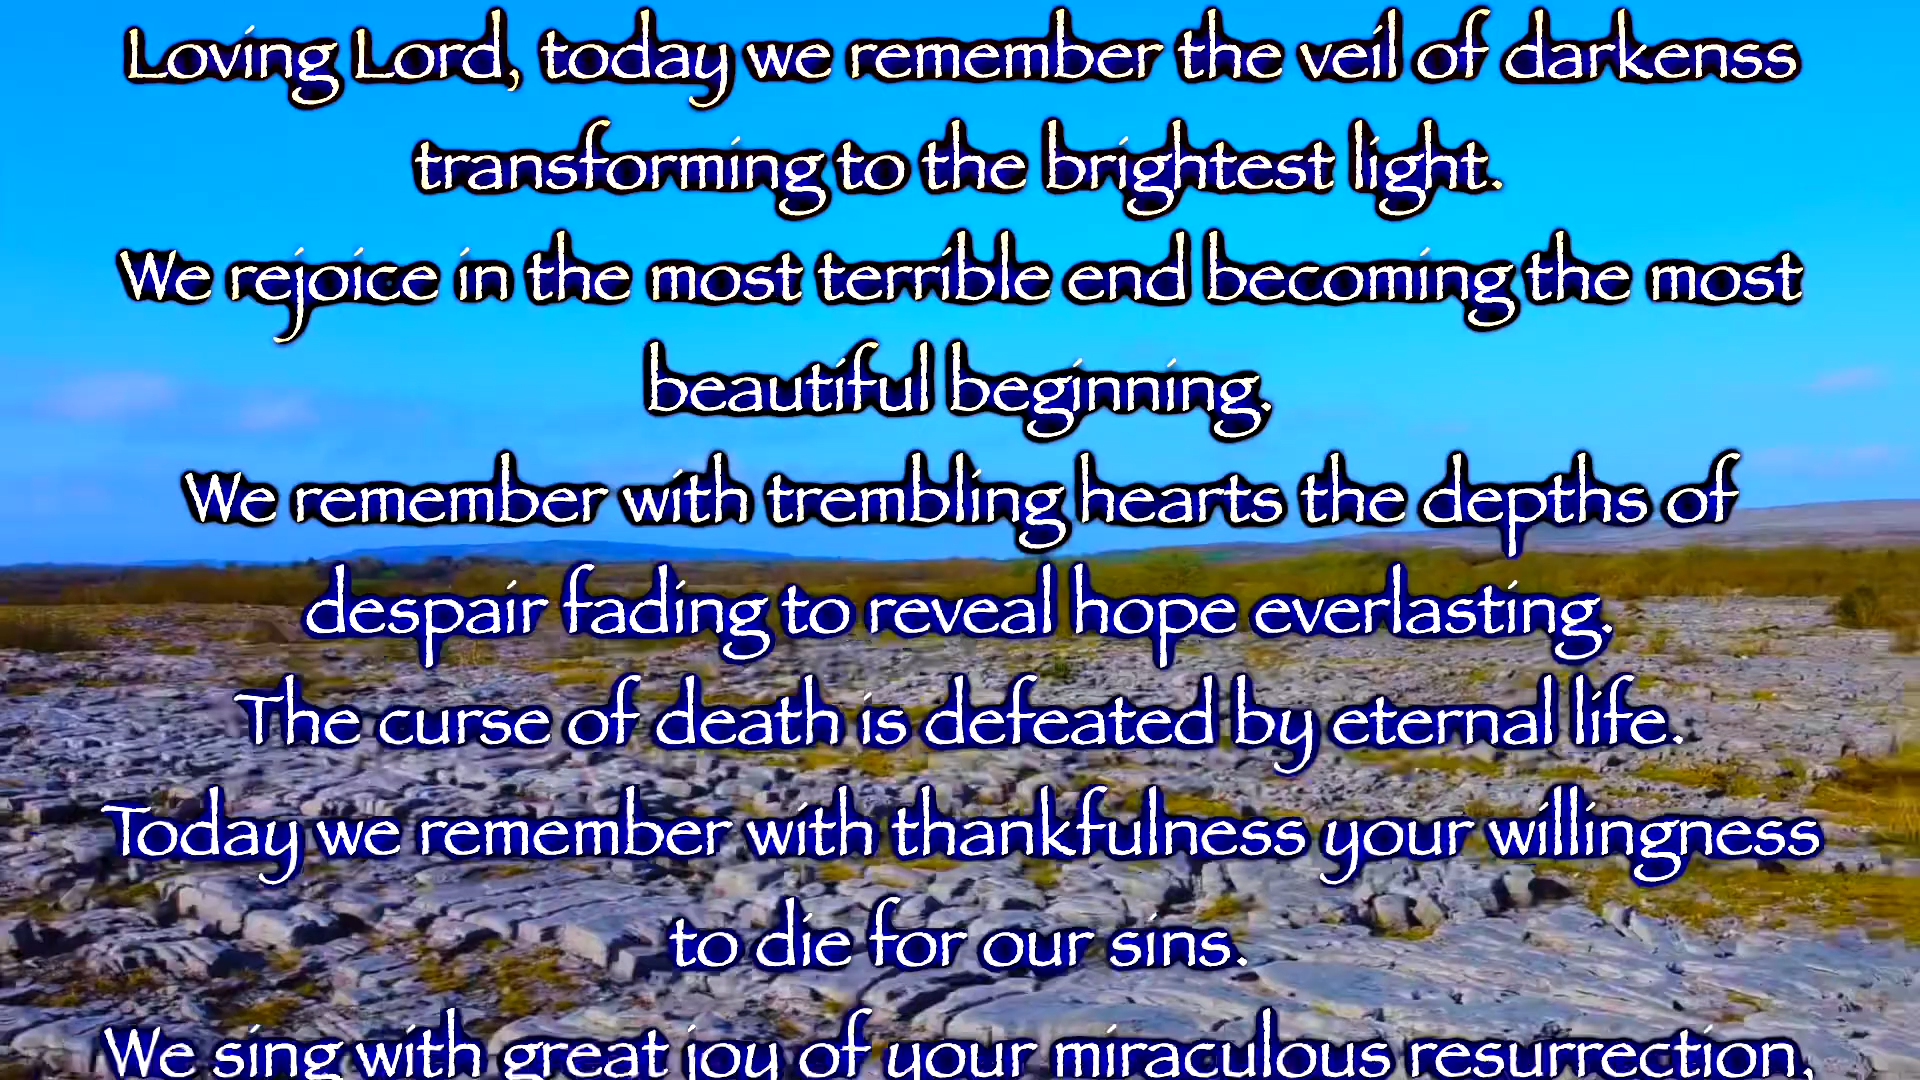 Loving Lord, today we remember the veil of darkenss
transforming to the brightest light.
We rejoice in the most terrible end becoming the most
beautiful beginning.
We remember with trembling hearts the depths of
despair fading to reveal hope everlasting.
The curse of death is defeated by eternal life.
Today we remember with thankfulness your willingness
to die for our sins.
We sing with great joy of your miraculous resurrection,